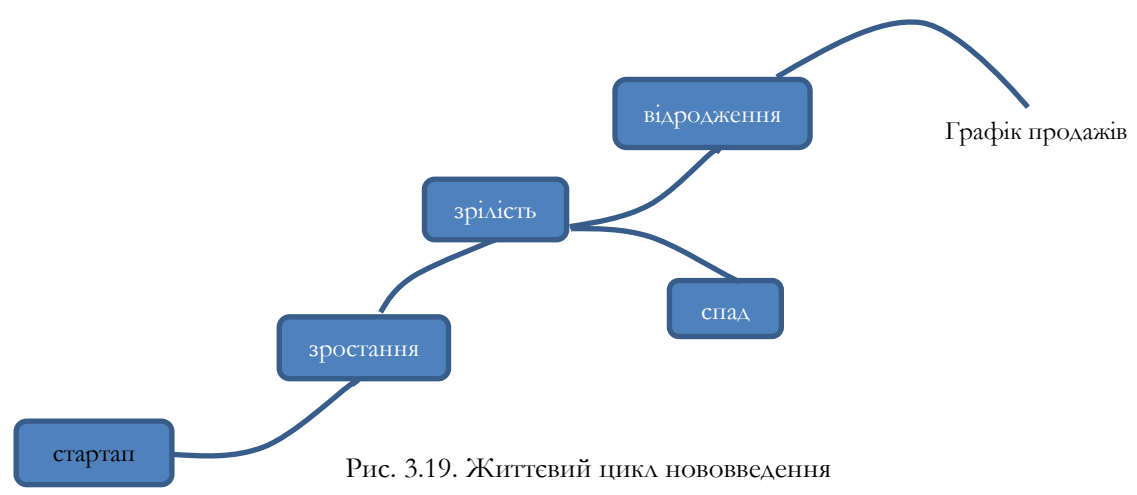 відродження
Графік продажів
зрілість
спад
зростання
стартап
Рис. 3.19. Життєвий цикл нововведення